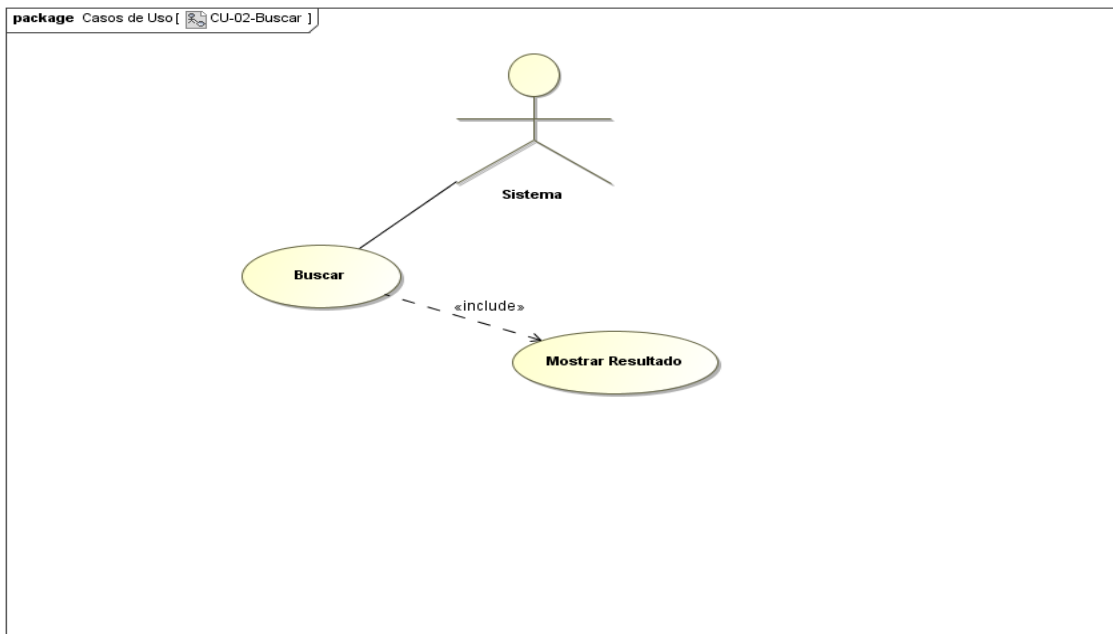 package Casos de Uso [ CU-02-Buscar ]
Sistema
Buscar
«include»
Mostrar Resultado